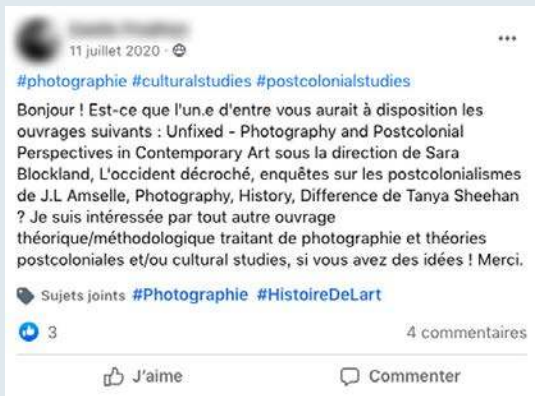 11 juillet 2020 ·
#photographie #culturalstudies #postcolonialstudies
Bonjour ! Est-ce que l'un.e d'entre vous aurait à disposition les
ouvrages suivants : Unfixed - Photography and Postcolonial
Perspectives in Contemporary Art sous la direction de Sara
Blockland, L'occident décroché, enquêtes sur les postcolonialismes
de J.L Amselle, Photography, History, Difference de Tanya Sheehan
? Je suis intéressée par tout autre ouvrage
théorique/méthodologique traitant de photographie et théories
postcoloniales et/ou cultural studies, si vous avez des idées ! Merci.
Sujets joints #Photographie #HistoireDeLart
3 4 commentaires
J'aime Commenter